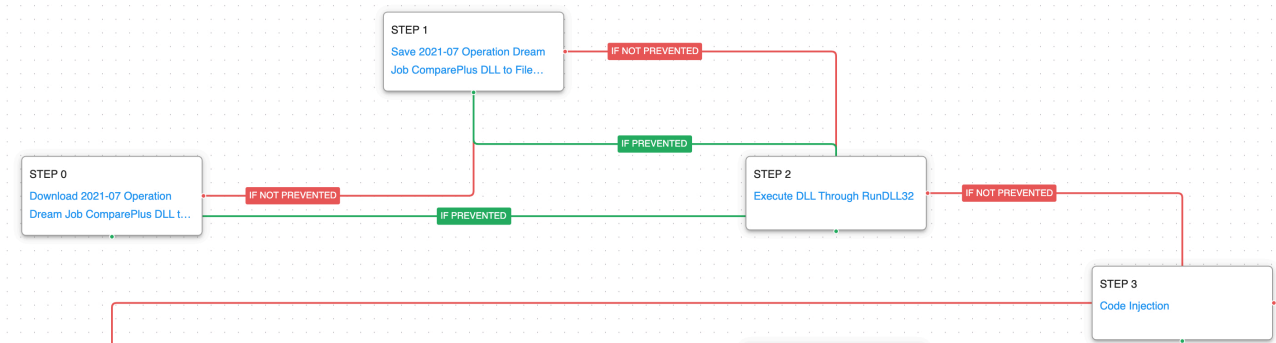 STEP 1
Save 2021-07 Operation Dream
Job ComparePlus DLL to File...
IF NOT PREVENTED
IF PREVENTED
STEP 0
Download 2021-07 Operation
Dream Job ComparePlus DLL t...
IF NOT PREVENTED
IF PREVENTED
STEP 2
Execute DLL Through RunDLL32
IF NOT PREVENTED
STEP 3
Code Injection